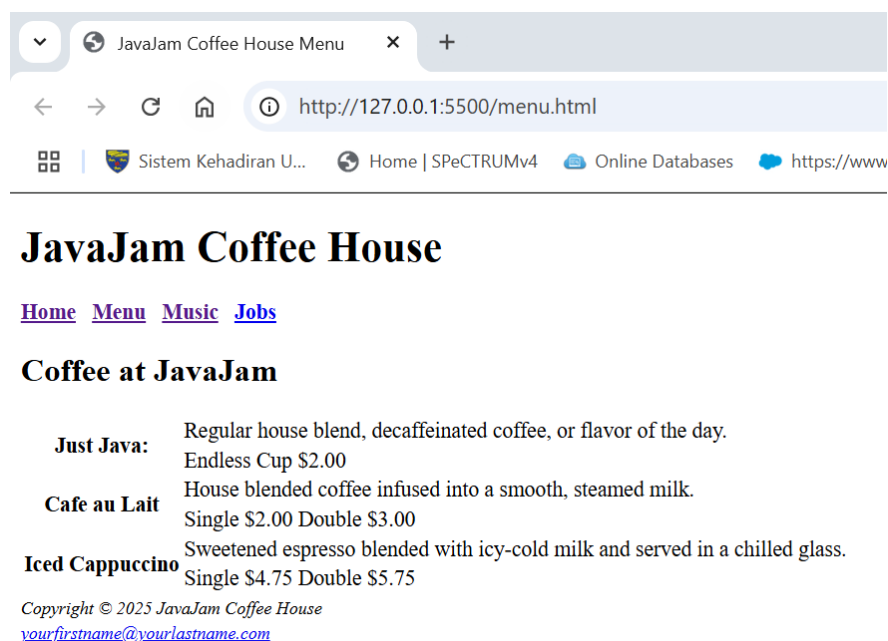 JavaJam Coffee House Menu
http://127.0.0.1:5500/menu.html
Sistem Kehadiran U... Home | SPeCTRUMv4 Online Databases https://www
JavaJam Coffee House
Home Menu Music Jobs
Coffee at JavaJam
Just Java: Regular house blend, decaffeinated coffee, or flavor of the day.
Endless Cup $2.00
Cafe au Lait House blended coffee infused into a smooth, steamed milk.
Single $2.00 Double $3.00
Iced Cappuccino Sweetened espresso blended with icy-cold milk and served in a chilled glass.
Single $4.75 Double $5.75
Copyright © 2025 JavaJam Coffee House
yourfirstname@yourlastname.com